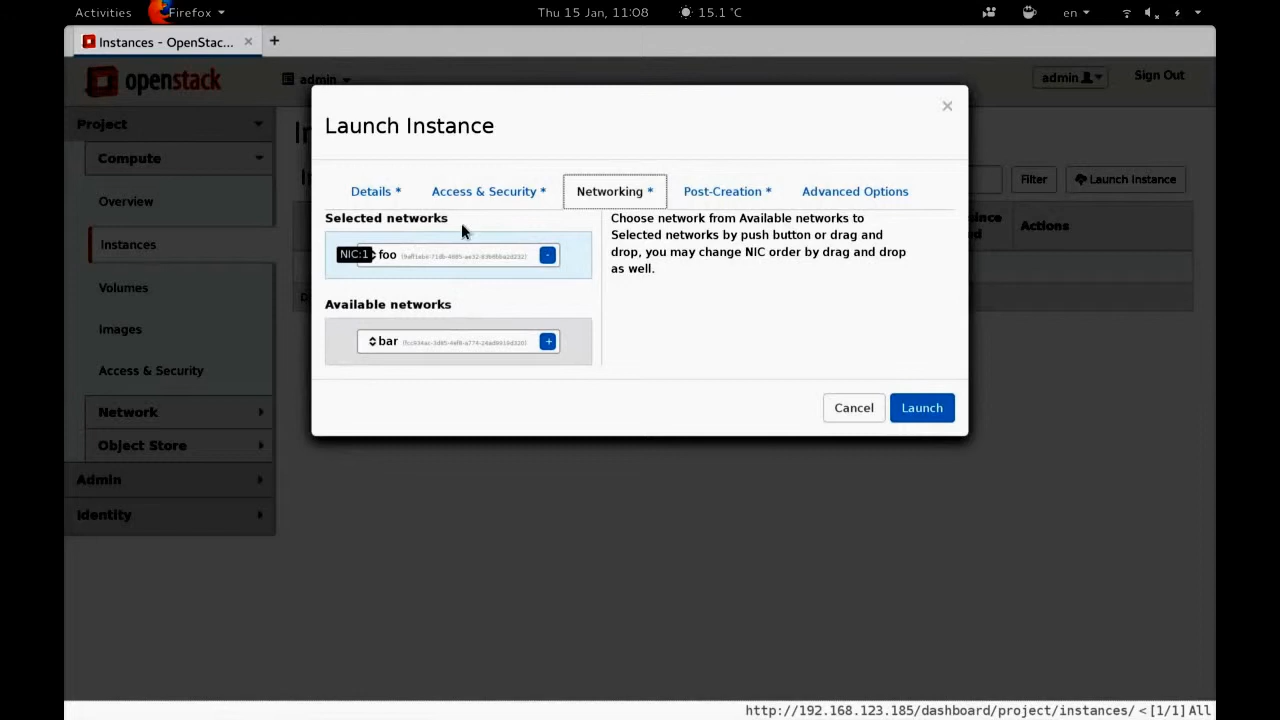 Activities Firefox Thu 15 Jan, 11:08 15.1 °C en
Instances - OpenStac... × +
openstack admin admin Sign Out
Launch Instance ×
Project
Compute
Overview
Instances
Volumes
Images
Access & Security
Network
Object Store
Admin
Identity
Filter Launch Instance
Actions
Details * Access & Security * Networking * Post-Creation * Advanced Options
Selected networks
NIC:1 foo -
Available networks
bar +
Choose network from Available networks to
Selected networks by push button or drag and
drop, you may change NIC order by drag and drop
as well.
Cancel Launch
http://192.168.123.185/dashboard/project/instances/ <[1/1]All